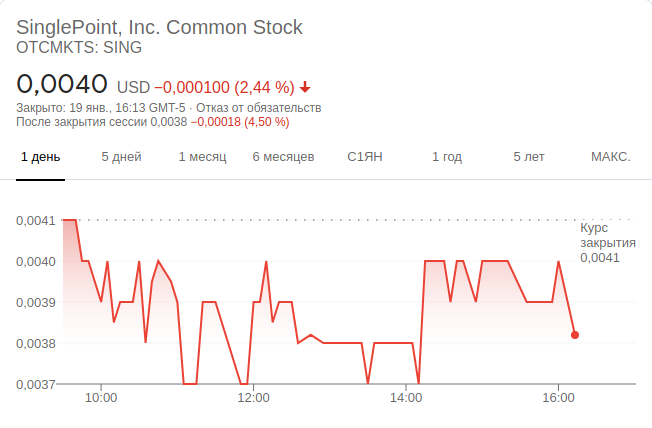 SinglePoint, Inc. Common Stock
OTCMKTS: SING
0,0040 USD −0,000100 (2,44 %)
Закрыто: 19 янв., 16:13 GMT-5 · Отказ от обязательств
После закрытия сессии 0,0038 −0,00018 (4,50 %)
1 день 5 дней 1 месяц 6 месяцев С1ЯН 1 год 5 лет МАКС.
0,0041
Курс
закрытия
0,0041
0,0040
0,0039
0,0038
0,0037
10:00 12:00 14:00 16:00